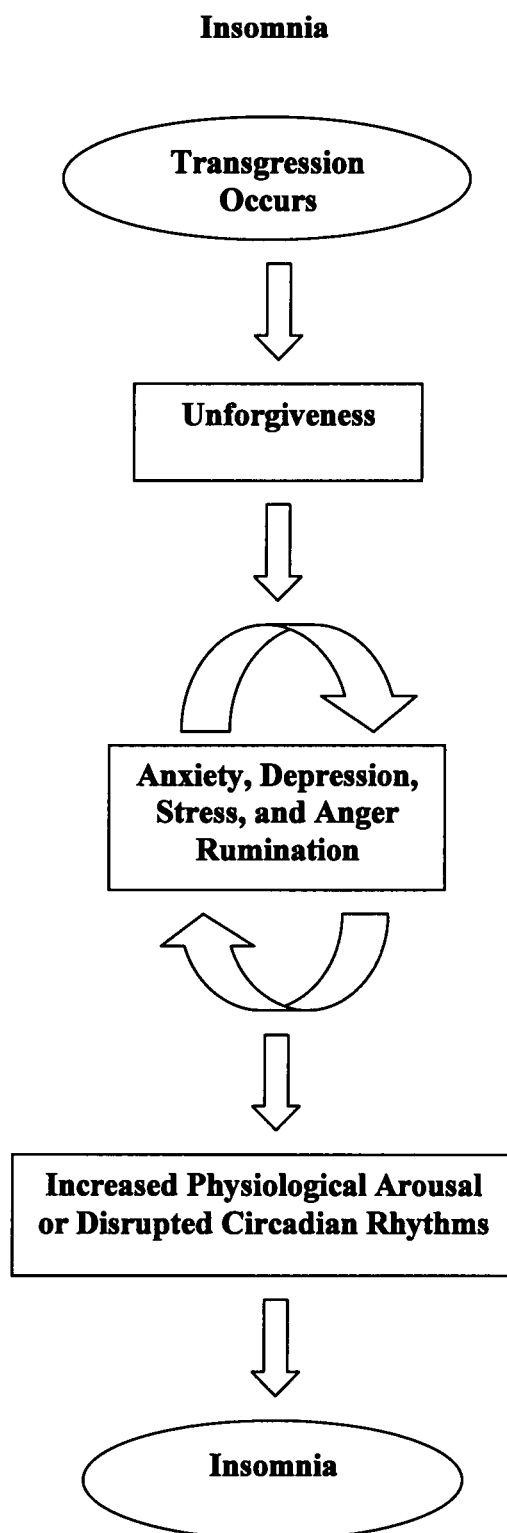 Insomnia
Transgression
Occurs
Unforgiveness
Anxiety, Depression,
Stress, and Anger
Rumination
Increased Physiological Arousal
or Disrupted Circadian Rhythms
Insomnia